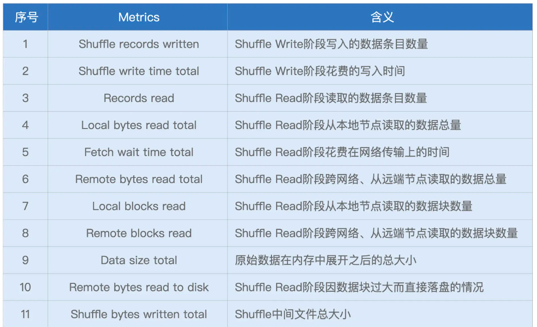 序号 Metrics 含义
1 Shuffle records written Shuffle Write阶段写入的数据条目数量
2 Shuffle write time total Shuffle Write阶段花费的写入时间
3 Records read Shuffle Read阶段读取的数据条目数量
4 Local bytes read total Shuffle Read阶段从本地节点读取的数据总量
5 Fetch wait time total Shuffle Read阶段花费在网络传输上的时间
6 Remote bytes read total Shuffle Read阶段跨网络、从远端节点读取的数据总量
7 Local blocks read Shuffle Read阶段从本地节点读取的数据块数量
8 Remote blocks read Shuffle Read阶段跨网络、从远端节点读取的数据块数量
9 Data size total 原始数据在内存中展开之后的总大小
10 Remote bytes read to disk Shuffle Read阶段因数据块过大而直接落盘的情况
11 Shuffle bytes written total Shuffle中间文件总大小